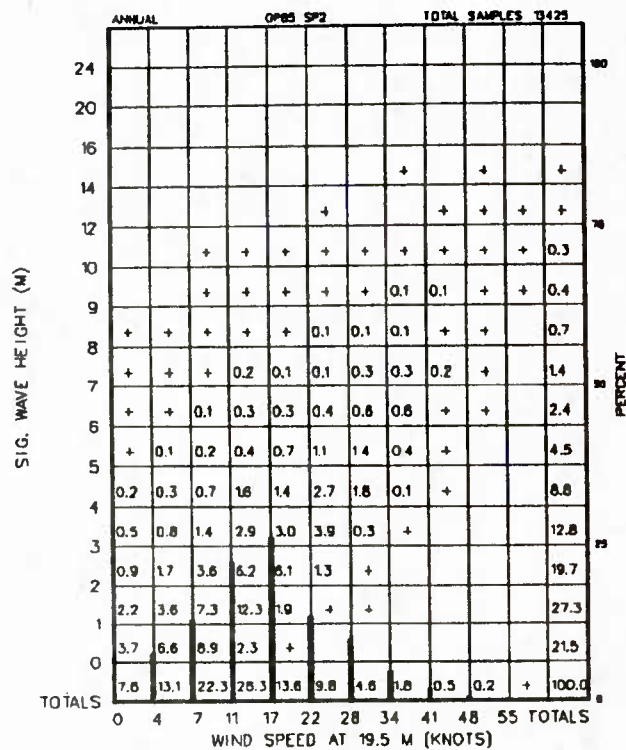 ANNUAL OP85 SP2 TOTAL SAMPLES 13425
100
24
20
16
+ + +
14
+ + + + +
12
75
+ + + + + + + + + 0.3
11
10
+ + + + + 0.1 0.1 + + 0.4
9
+ + + + + 0.1 0.1 0.1 + + 0.7
8
+ + + 0.2 0.1 0.1 0.3 0.3 0.2 + 1.4
7
50
+ + 0.1 0.3 0.3 0.4 0.6 0.6 + + 2.4
6
+ 0.1 0.2 0.4 0.7 1.1 1.4 0.4 + 4.5
5
0.2 0.3 0.7 1.6 1.4 2.7 1.8 0.1 + 8.8
4
0.5 0.8 1.4 2.9 3.0 3.9 0.3 + 12.8
3
25
0.9 1.7 3.6 6.2 6.1 1.3 + 19.7
2
2.2 3.6 7.3 12.3 1.9 + + 27.3
1
3.7 6.6 8.9 2.3 + 21.5
0
7.6 13.1 22.3 26.3 13.6 9.8 4.6 1.8 0.5 0.2 + 100.0
TOTALS 0
0 4 7 11 17 22 28 34 41 48 55 TOTALS
WIND SPEED AT 19.5 M (KNOTS)
SIG. WAVE HEIGHT (M)
PERCENT